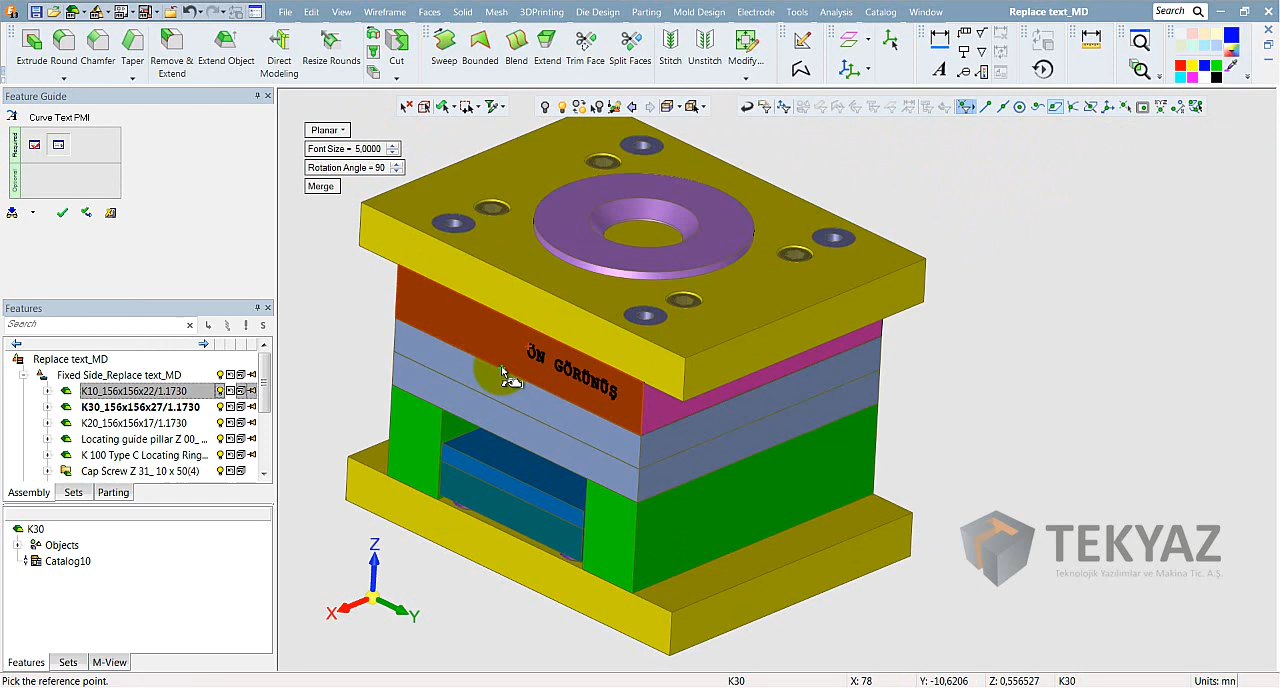 File Edit View Wireframe Faces Solid Mesh 3DPrinting Die Design Parting Mold Design Electrode Tools Analysis Catalog Window Replace text_MD Search
Extrude Round Chamfer Taper Remove & Extend Extend Object Direct Modeling Resize Rounds Cut Sweep Bounded Blend Extend Trim Face Split Faces Stitch Unstitch Modify...
Feature Guide
Curve Text PMI
Required
Optional
Planar
Font Size = 5,0000
Rotation Angle = 90
Merge
Features
Search
S
Replace text_MD
Fixed Side_Replace text_MD
K10_156x156x22/1.1730
K30_156x156x27/1.1730
K20_156x156x17/1.1730
Locating guide pillar Z 00_ ...
K 100 Type C Locating Ring...
Cap Screw Z 31_ 10 x 50(4)
Assembly Sets Parting
K30
Objects
Catalog10
Features Sets M-View
ÖN GÖRÜNÜŞ
Z
X
Y
TEKYAZ
Teknolojik Yazılımlar ve Makina Tic. A.Ş.
Pick the reference point. K30 X: 78 Y: -10,6206 Z: 0,556527 K30 Units: mn